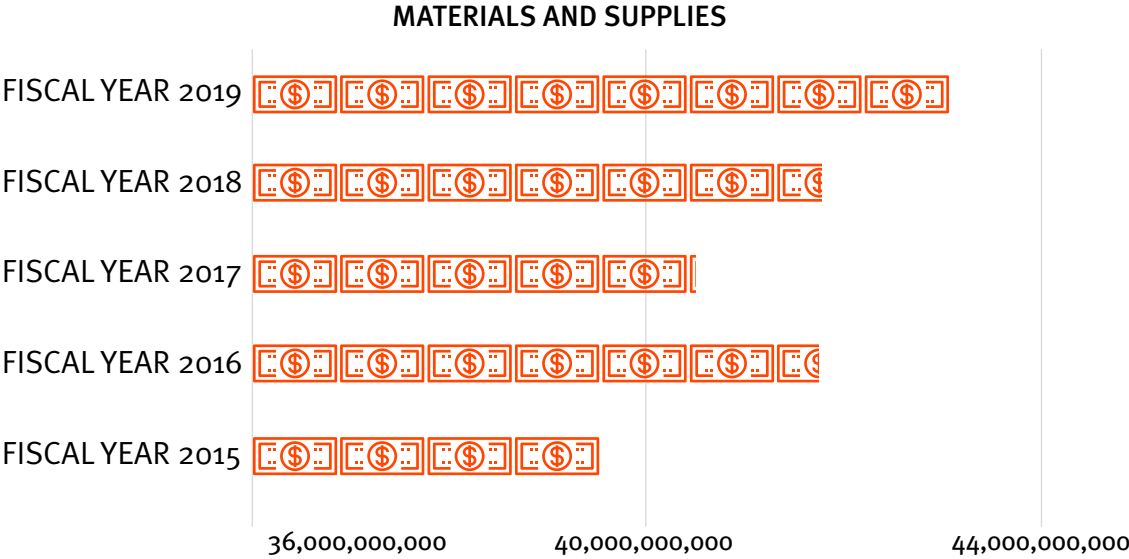 MATERIALS AND SUPPLIES
FISCAL YEAR 2019
FISCAL YEAR 2018
FISCAL YEAR 2017
FISCAL YEAR 2016
FISCAL YEAR 2015
36,000,000,000 40,000,000,000 44,000,000,000